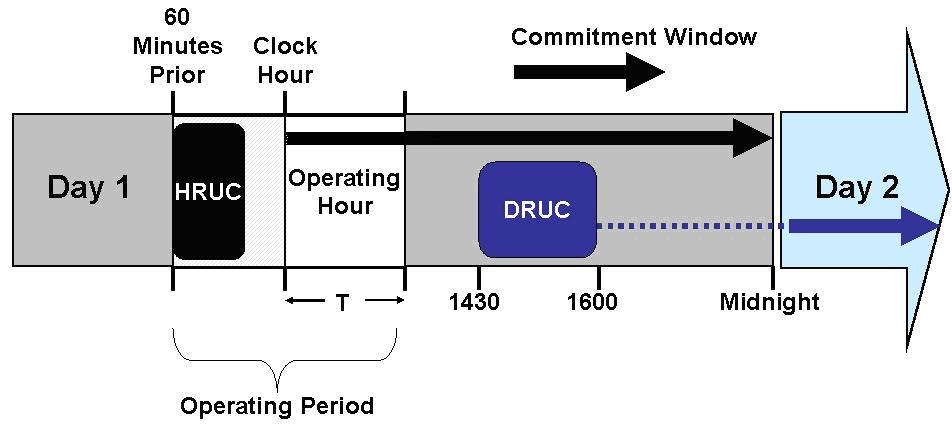 60
Minutes
Prior
Clock
Hour
Commitment Window
Day 1
HRUC
Operating
Hour
DRUC
Day 2
T
1430
1600
Midnight
Operating Period